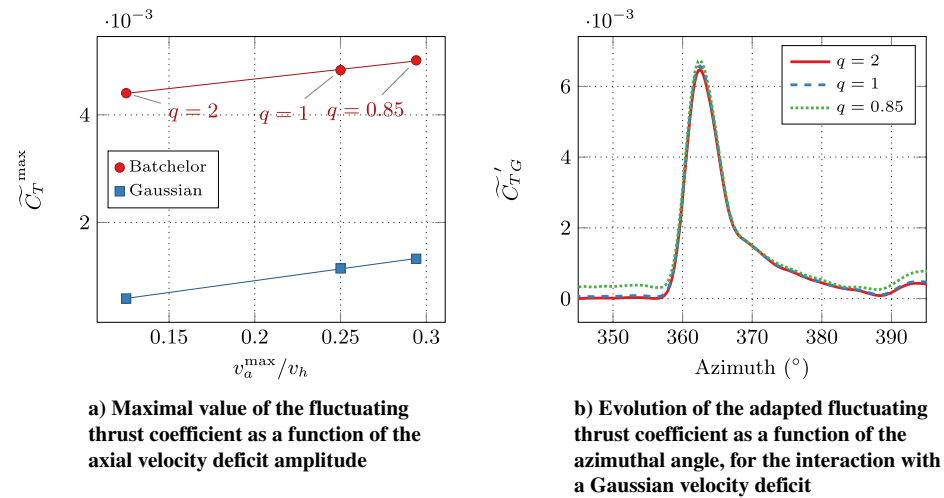 ·10⁻³
4
2
0.15
0.2
0.25
0.3
q = 2
q = 1
q = 0.85
Batchelor
Gaussian
C̃_T^max
v_a^max/v_h
a) Maximal value of the fluctuating
thrust coefficient as a function of the
axial velocity deficit amplitude
·10⁻³
6
4
2
0
350
360
370
380
390
q = 2
q = 1
q = 0.85
C̃_TG′
Azimuth (°)
b) Evolution of the adapted fluctuating
thrust coefficient as a function of the
azimuthal angle, for the interaction with
a Gaussian velocity deficit